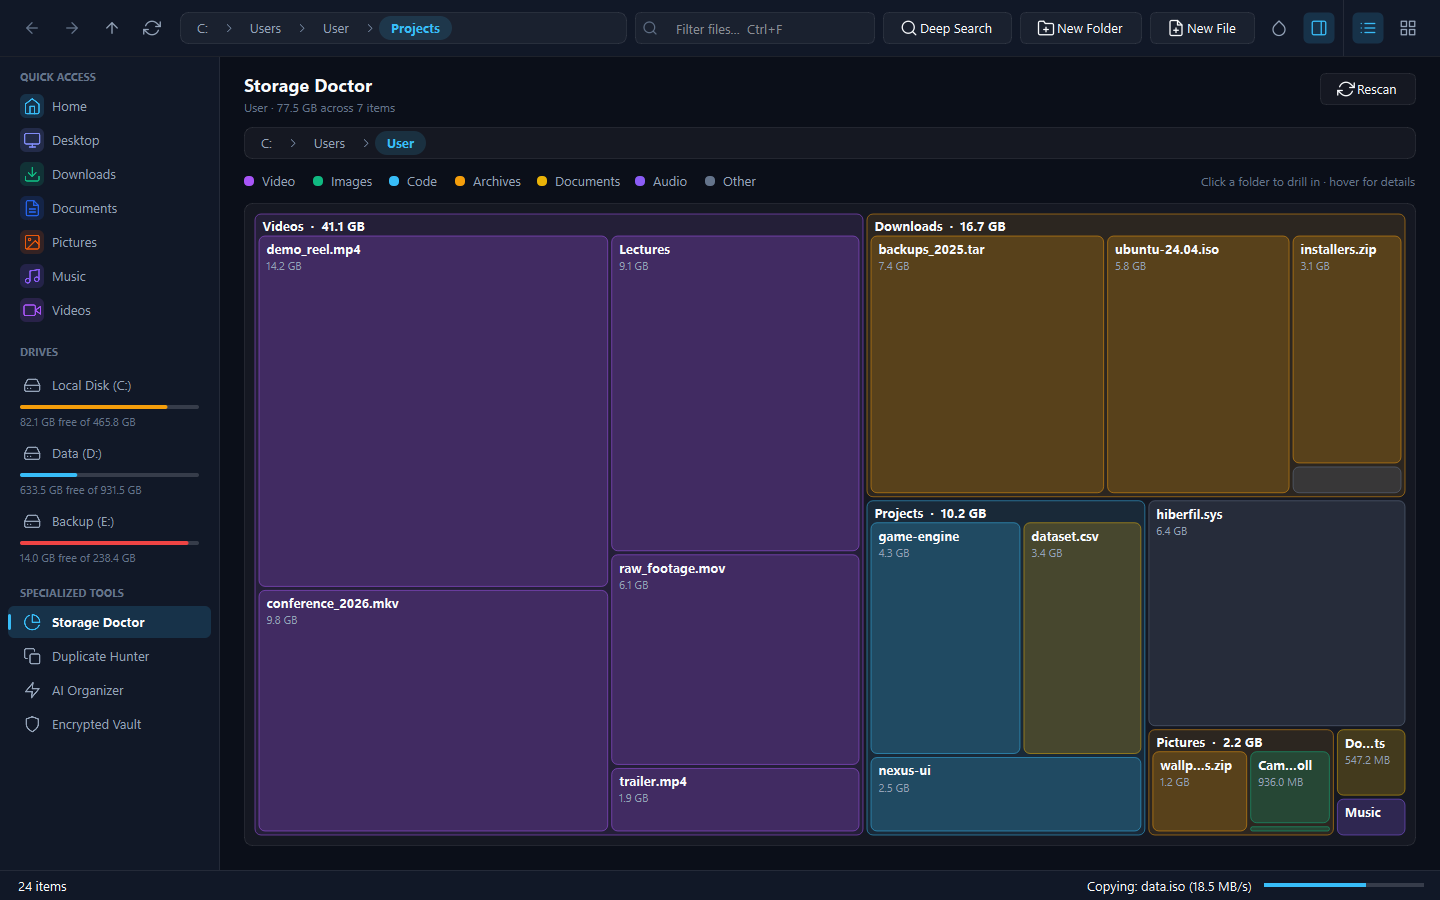 C: Users User Projects
Filter files... Ctrl+F
Deep Search
New Folder
New File
QUICK ACCESS
Home
Desktop
Downloads
Documents
Pictures
Music
Videos
DRIVES
Local Disk (C:)
82.1 GB free of 465.8 GB
Data (D:)
633.5 GB free of 931.5 GB
Backup (E:)
14.0 GB free of 238.4 GB
SPECIALIZED TOOLS
Storage Doctor
Duplicate Hunter
AI Organizer
Encrypted Vault
Storage Doctor
User · 77.5 GB across 7 items
Rescan
C: Users User
Video Images Code Archives Documents Audio Other
Click a folder to drill in · hover for details
Videos · 41.1 GB
demo_reel.mp4
14.2 GB
Lectures
9.1 GB
conference_2026.mkv
9.8 GB
raw_footage.mov
6.1 GB
trailer.mp4
1.9 GB
Downloads · 16.7 GB
backups_2025.tar
7.4 GB
ubuntu-24.04.iso
5.8 GB
installers.zip
3.1 GB
Projects · 10.2 GB
game-engine
4.3 GB
dataset.csv
3.4 GB
nexus-ui
2.5 GB
hiberfil.sys
6.4 GB
Pictures · 2.2 GB
wallp...s.zip
1.2 GB
Cam...oll
936.0 MB
Do...ts
547.2 MB
Music
24 items
Copying: data.iso (18.5 MB/s)